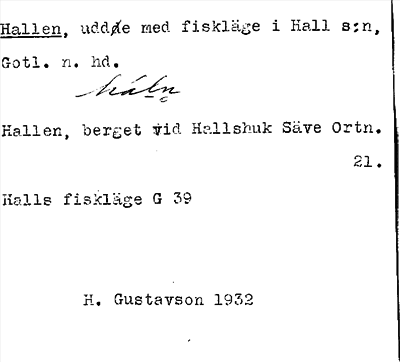 Hallen, udde med fiskläge i Hall s:n,
Gotl. n. hd.
Hallen, berget vid Hallshuk Säve Ortn.
21.
Halls fiskläge G 39
H. Gustavson 1932